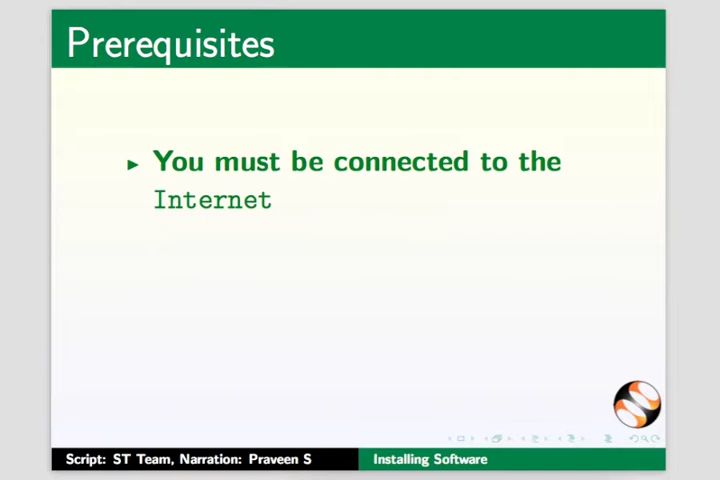 Prerequisites
You must be connected to the
Internet
Script: ST Team, Narration: Praveen S
Installing Software